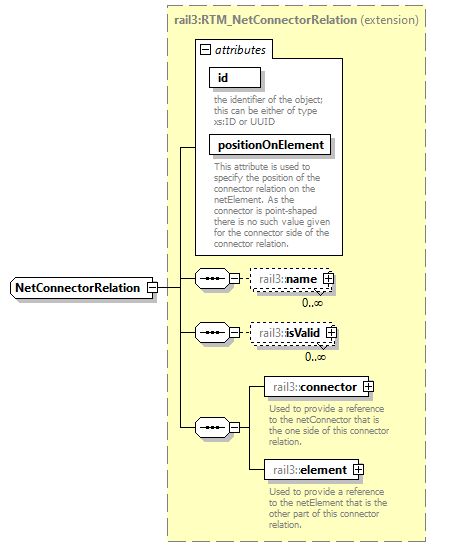 rail3:RTM_NetConnectorRelation (extension)
attributes
id
the identifier of the object;
this can be either of type
xs:ID or UUID
positionOnElement
This attribute is used to
specify the position of the
connector relation on the
netElement. As the
connector is point-shaped
there is no such value given
for the connector side of the
connector relation.
NetConnectorRelation
rail3::name
0..∞
rail3::isValid
0..∞
rail3::connector
Used to provide a reference
to the netConnector that is
the one side of this connector
relation.
rail3::element
Used to provide a reference
to the netElement that is the
other part of this connector
relation.